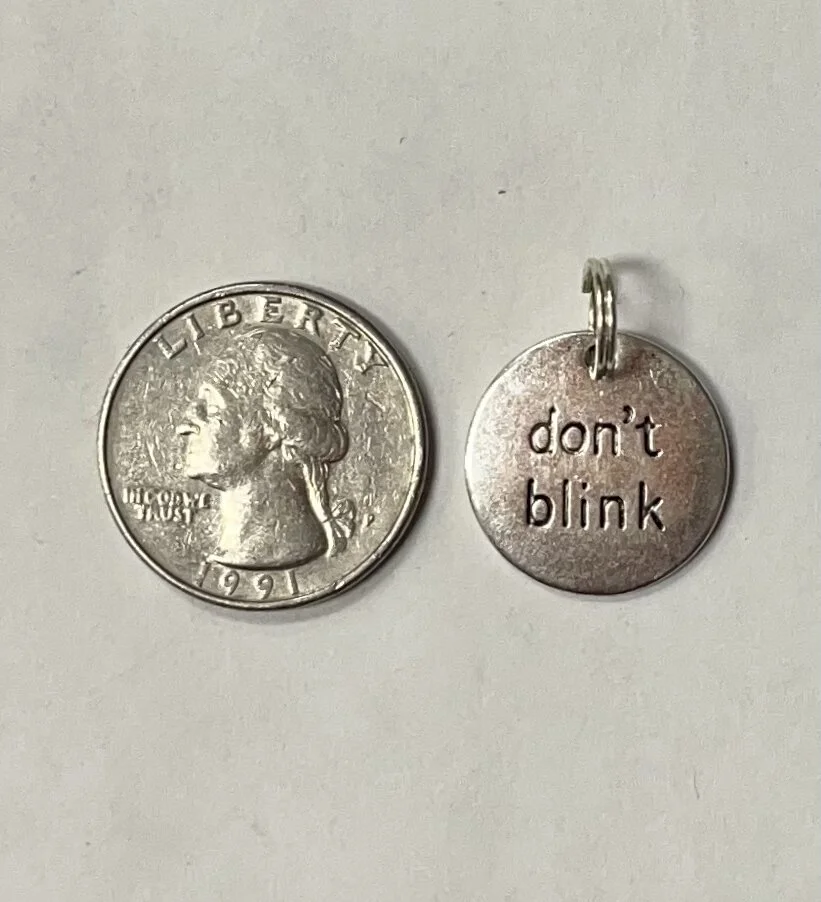 LIBERTY
IN GOD WE
TRUST
P
1991
don't
blink